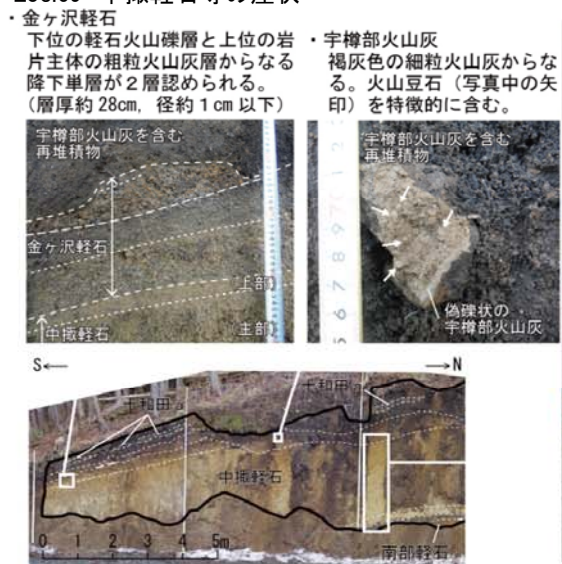 ・金ヶ沢軽石
下位の軽石火山礫層と上位の岩
片主体の粗粒火山灰層からなる
降下単層が２層認められる。
（層厚約 28cm, 径約１cm 以下）
・宇樽部火山灰
褐灰色の細粒火山灰からな
る。火山豆石（写真中の矢
印）を特徴的に含む。
宇樽部火山灰を含む
再堆積物
金ヶ沢軽石
（上部）
中掫軽石
（主部）
宇樽部火山灰を含む
再堆積物
1 2
6 7 8 9
偽礫状の
宇樽部火山灰
S←
→N
十和田a
十和田a
中掫軽石
0 1 2 3 4 5m
南部軽石